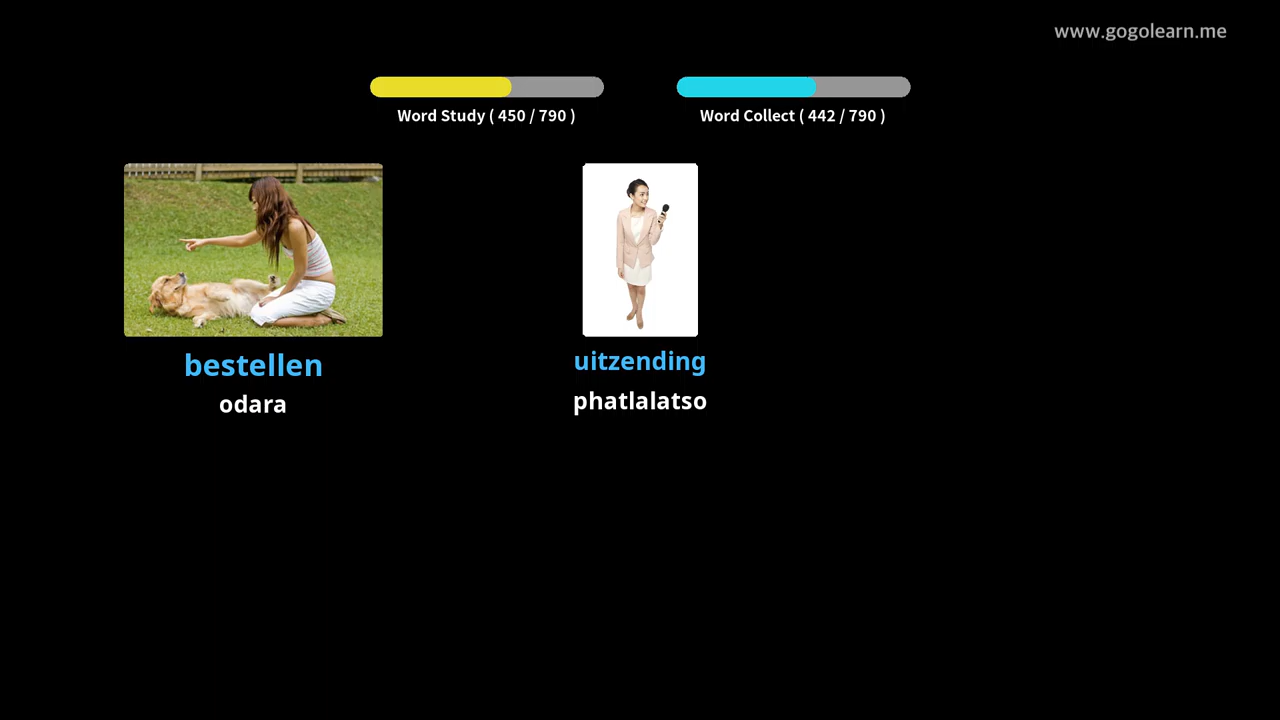 www.gogolearn.me
Word Study ( 450 / 790 )
Word Collect ( 442 / 790 )
bestellen
odara
uitzending
phatlalatso